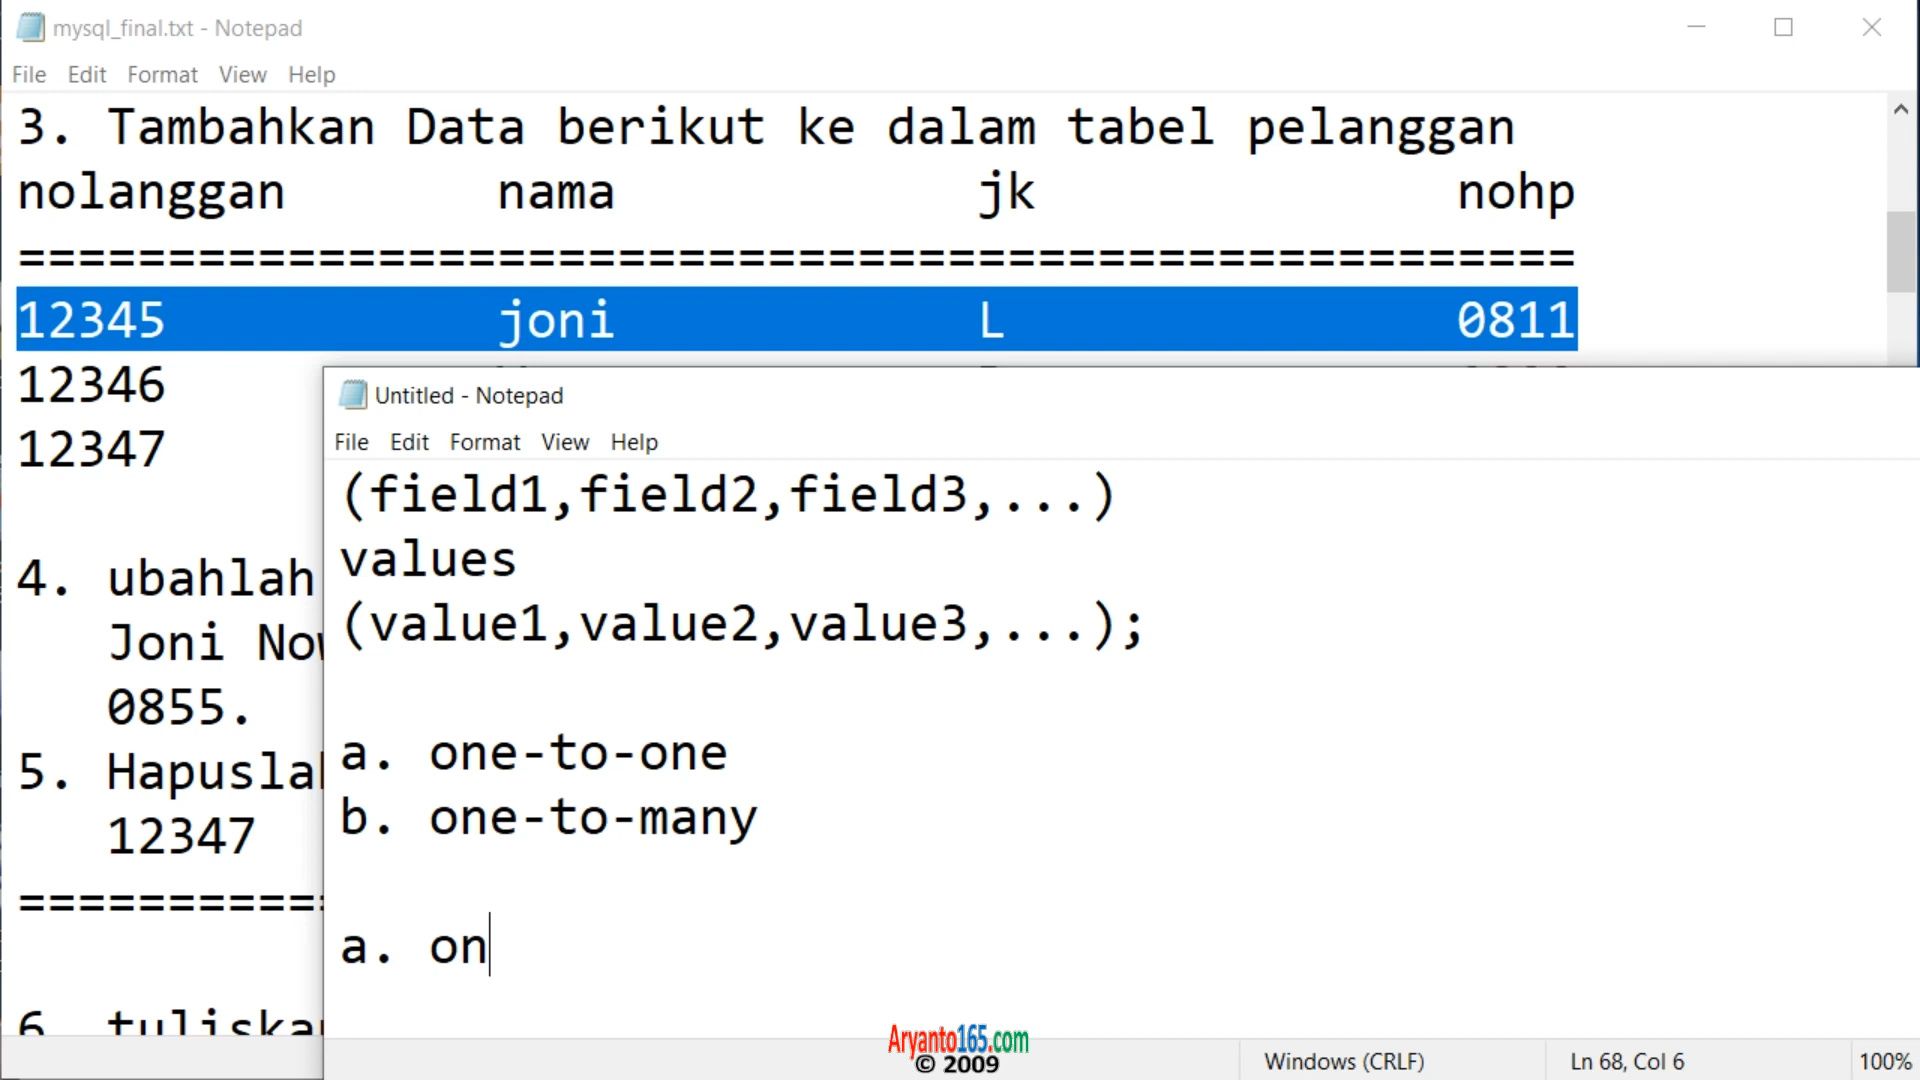 mysql_final.txt - Notepad
File Edit Format View Help
3. Tambahkan Data berikut ke dalam tabel pelanggan
nolanggan nama jk nohp
====================================================
12345 joni L 0811
12346
12347
4. ubahlah
Joni
0855.
5.
12347
===========
6.
Untitled - Notepad
File Edit Format View Help
(field1,field2,field3,...)
values
(value1,value2,value3,...);
a. one-to-one
b. one-to-many
a. on
Aryanto165.com
© 2009
Windows (CRLF) Ln 68, Col 6 100%